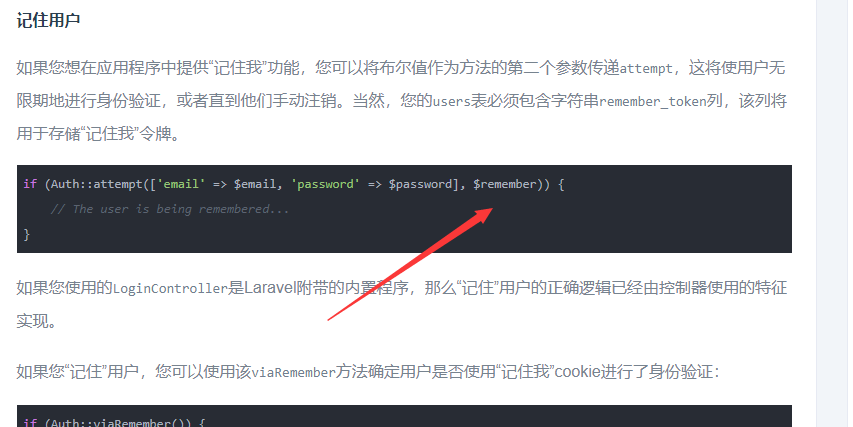 记住用户
如果您想在应用程序中提供“记住我”功能，您可以将布尔值作为方法的第二个参数传递attempt，这将使用户无
限期地进行身份验证，或者直到他们手动注销。当然，您的users表必须包含字符串remember_token列，该列将
用于存储“记住我”令牌。
if (Auth::attempt(['email' => $email, 'password' => $password], $remember)) {
// The user is being remembered...
}
如果您使用的LoginController是Laravel附带的内置程序，那么“记住”用户的正确逻辑已经由控制器使用的特征
实现。
如果您“记住”用户，您可以使用该viaRemember方法确定用户是否使用“记住我”cookie进行了身份验证：
if (Auth::viaRemember()) {